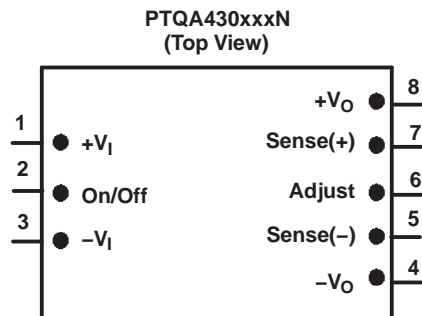 PTQA430xxxN
(Top View)
1
+VI
2
On/Off
3
−VI
+VO
8
Sense(+)
7
Adjust
6
Sense(−)
5
−VO
4